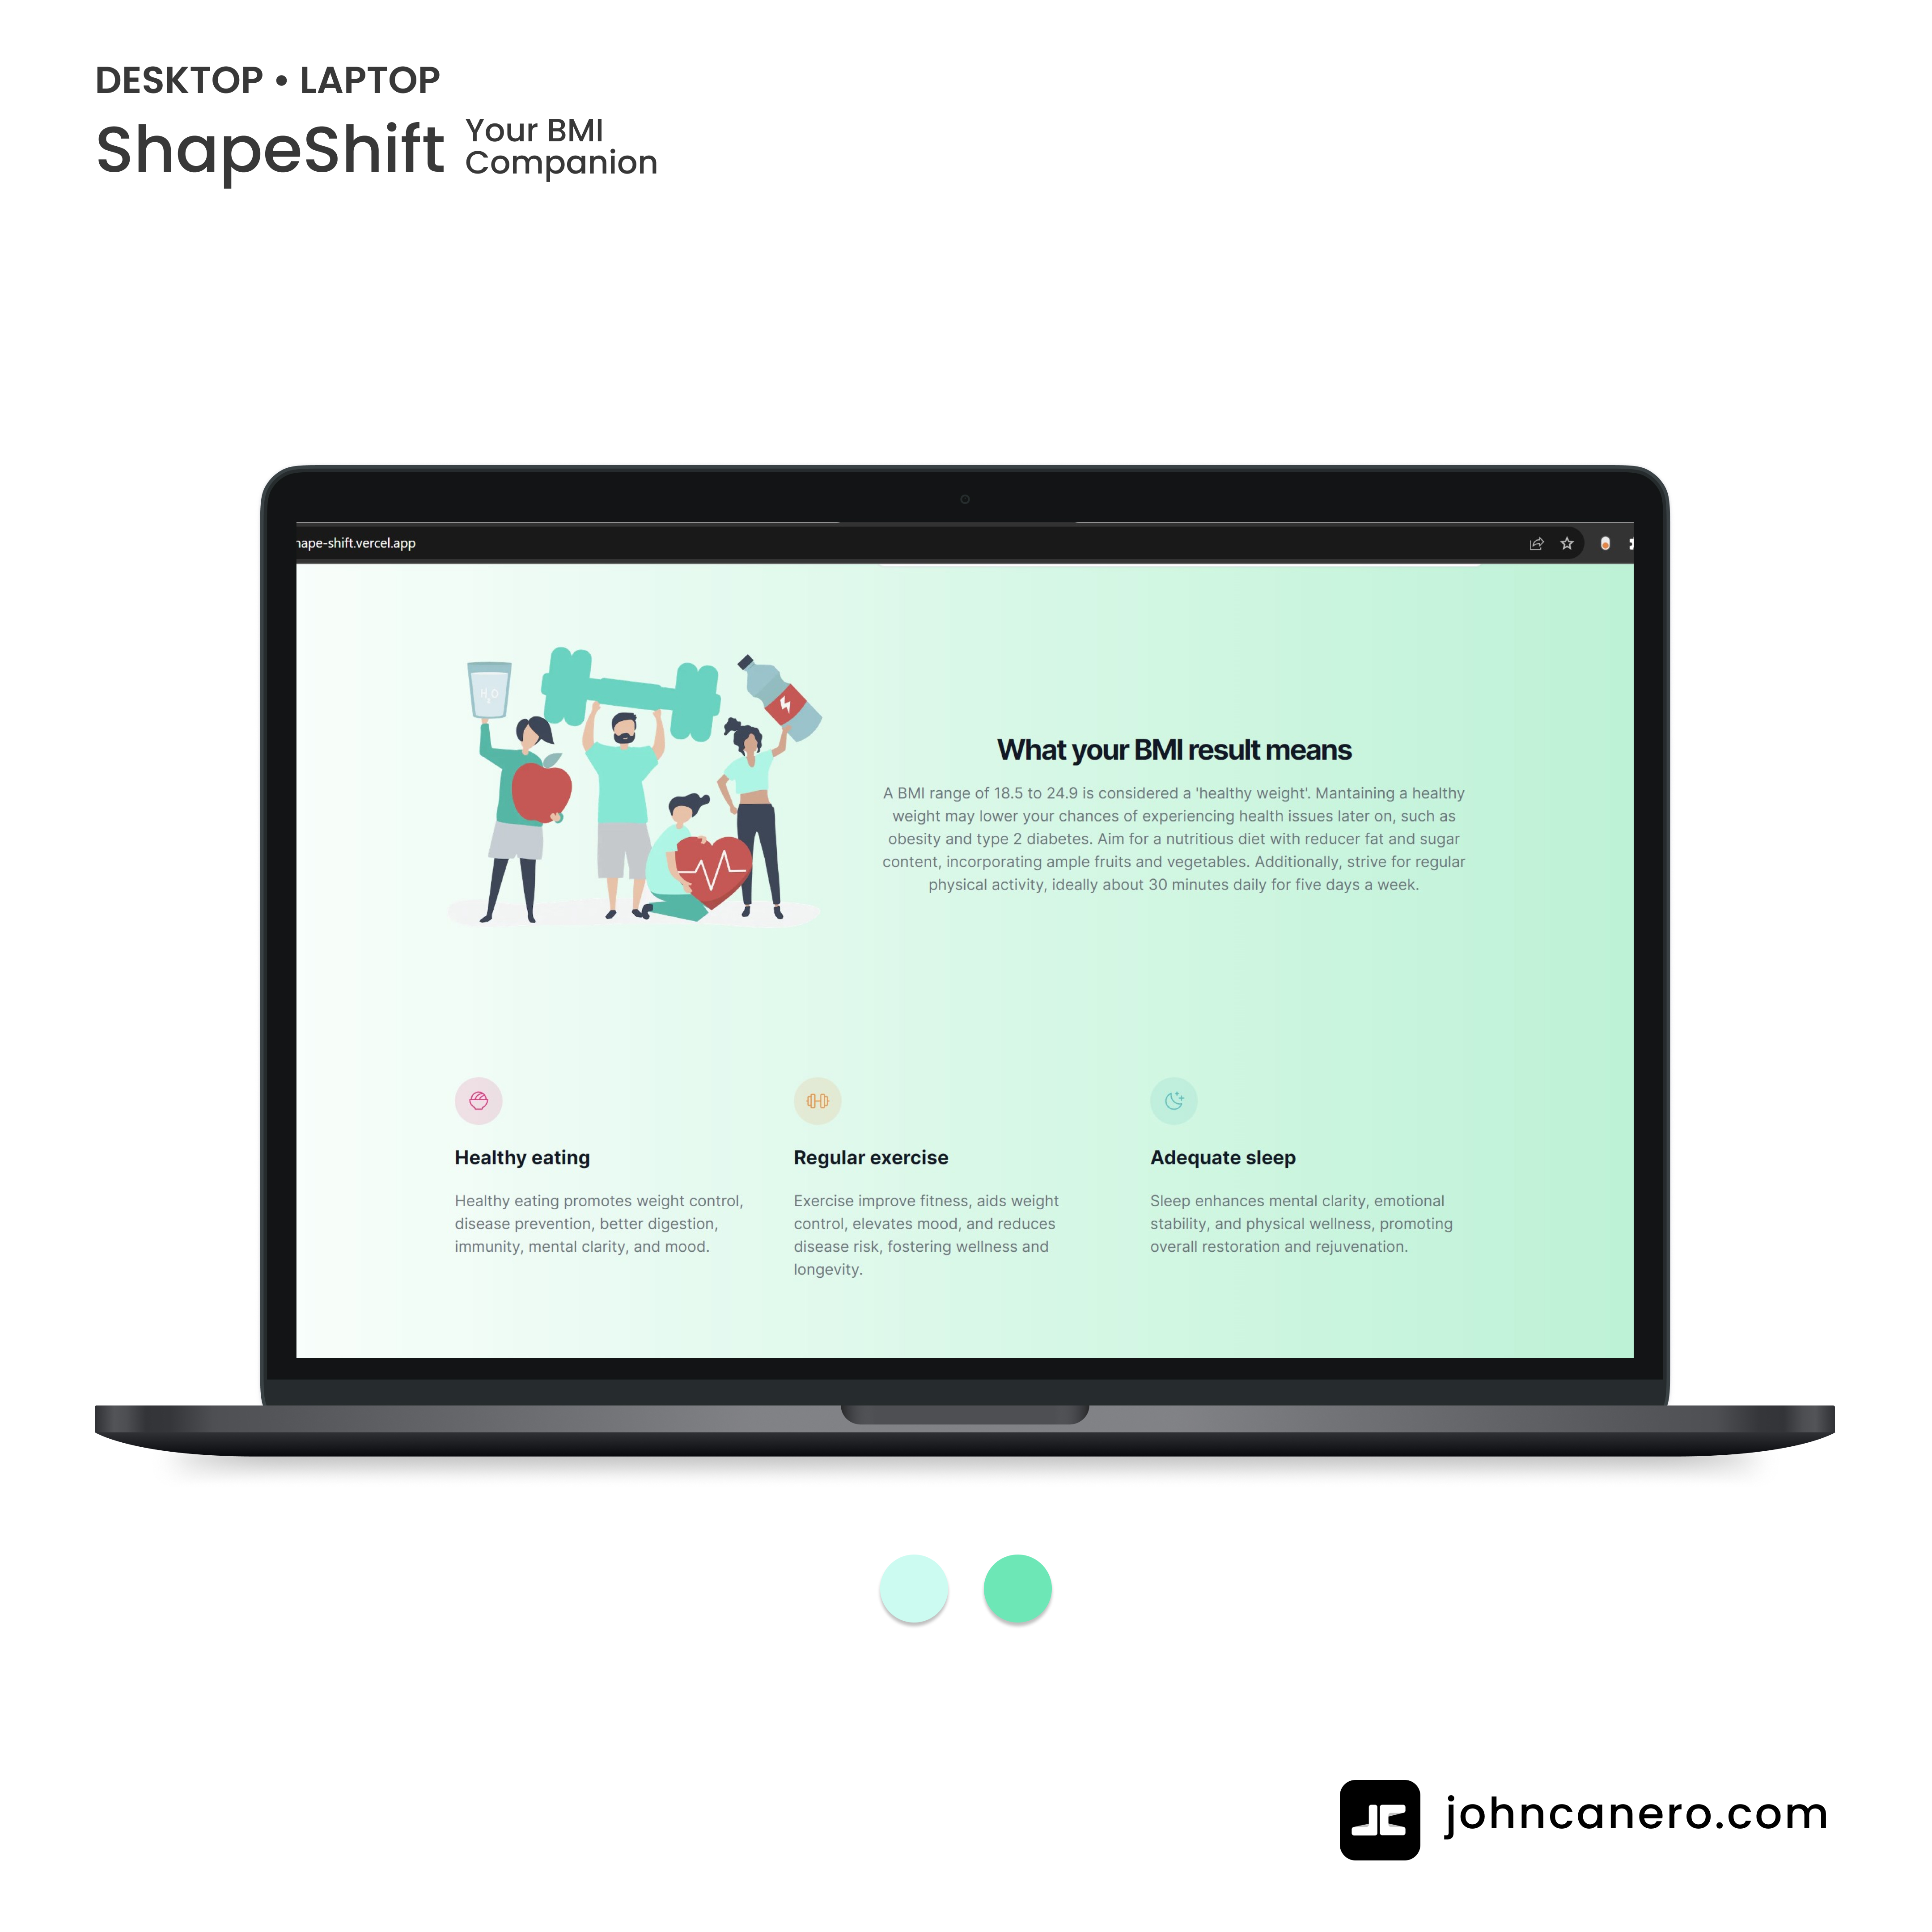 DESKTOP • LAPTOP
ShapeShift
Your BMI
Companion
hape-shift.vercel.app
H2O
What your BMI result means
A BMI range of 18.5 to 24.9 is considered a 'healthy weight'. Mantaining a healthy
weight may lower your chances of experiencing health issues later on, such as
obesity and type 2 diabetes. Aim for a nutritious diet with reducer fat and sugar
content, incorporating ample fruits and vegetables. Additionally, strive for regular
physical activity, ideally about 30 minutes daily for five days a week.
Healthy eating
Healthy eating promotes weight control,
disease prevention, better digestion,
immunity, mental clarity, and mood.
Regular exercise
Exercise improve fitness, aids weight
control, elevates mood, and reduces
disease risk, fostering wellness and
longevity.
Adequate sleep
Sleep enhances mental clarity, emotional
stability, and physical wellness, promoting
overall restoration and rejuvenation.
JC
johncanero.com